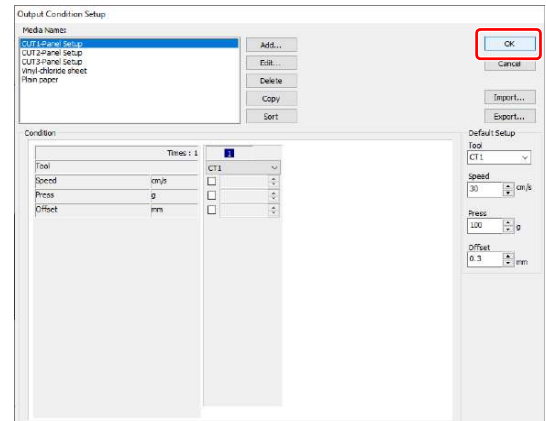 Output Condition Setup
Media Names
CUT1-Panel Setup
CUT2-Panel Setup
CUT3-Panel Setup
Vinyl-chloride sheet
Plain paper
Add...
Edit...
Delete
Copy
Sort
OK
Cancel
Import...
Export...
Condition
Times : 1 1
Tool CT1
Speed cm/s
Press g
Offset mm
Default Setup
Tool
CT1
Speed
30 cm/s
Press
100 g
Offset
0.3 mm